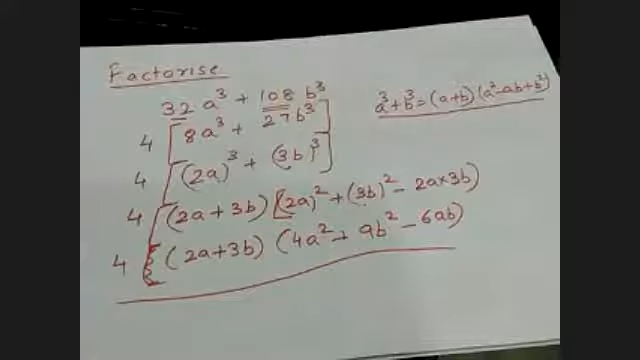 Factorise
32 a³ + 108 b³
a³ + b³ = (a+b) (a² - ab + b²)
4 [ 8a³ + 27b³ ]
4 [ (2a)³ + (3b)³ ]
4 [ (2a + 3b) [(2a)² + (3b)² - 2a×3b)
4 [ (2a + 3b) (4a² + 9b² - 6ab)